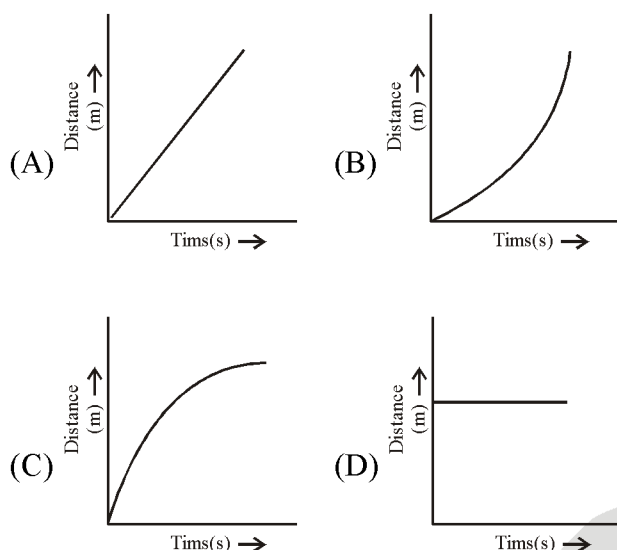 (A)
Distance
(m)
Tims(s)
(B)
Distance
(m)
Tims(s)
(C)
Distance
(m)
Tims(s)
(D)
Distance
(m)
Tims(s)